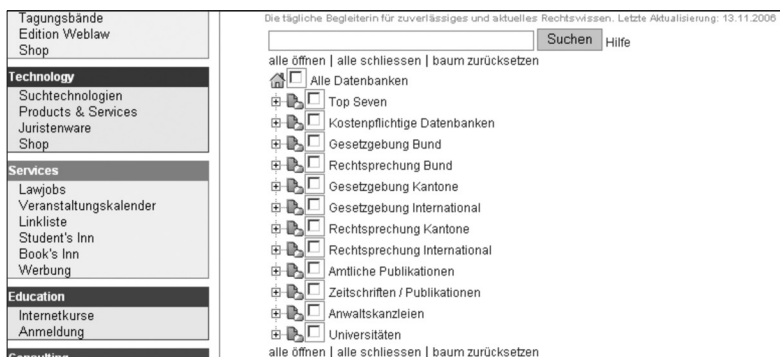 Tagungsbände
Edition Weblaw
Shop
Technology
Suchtechnologien
Products & Services
Juristenware
Shop
Services
Lawjobs
Veranstaltungskalender
Linkliste
Student's Inn
Book's Inn
Werbung
Education
Internetkurse
Anmeldung
Consulting
Die tägliche Begleiterin für zuverlässiges und aktuelles Rechtswissen. Letzte Aktualisierung: 13.11.2006
Suchen Hilfe
alle öffnen | alle schliessen | baum zurücksetzen
Alle Datenbanken
Top Seven
Kostenpflichtige Datenbanken
Gesetzgebung Bund
Rechtsprechung Bund
Gesetzgebung Kantone
Gesetzgebung International
Rechtsprechung Kantone
Rechtsprechung International
Amtliche Publikationen
Zeitschriften / Publikationen
Anwaltskanzleien
Universitäten
alle öffnen | alle schliessen | baum zurücksetzen